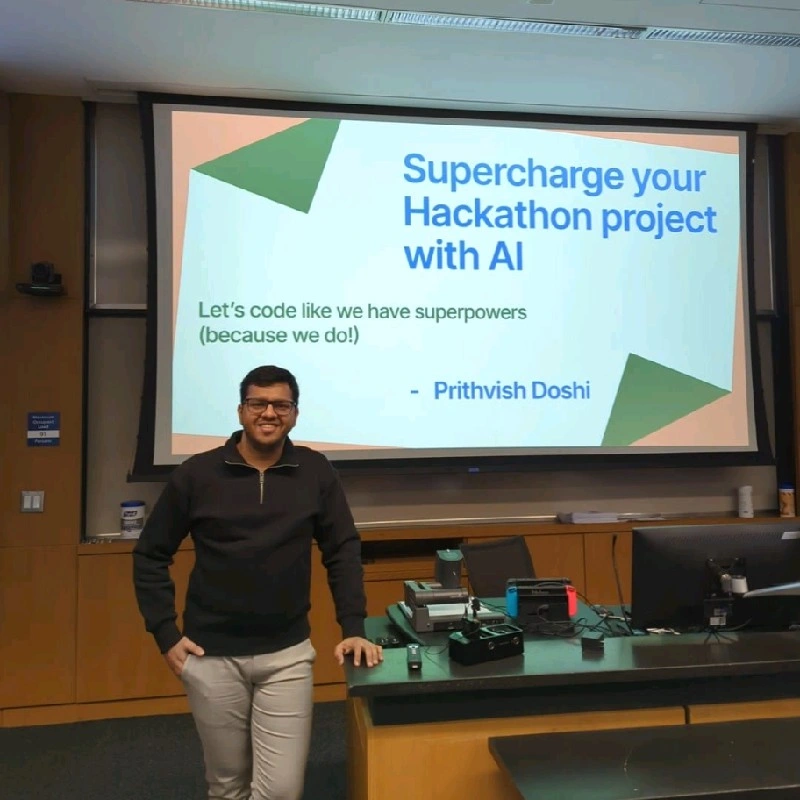 Supercharge your
Hackathon project
with AI
Let's code like we have superpowers
(because we do!)
- Prithvish Doshi